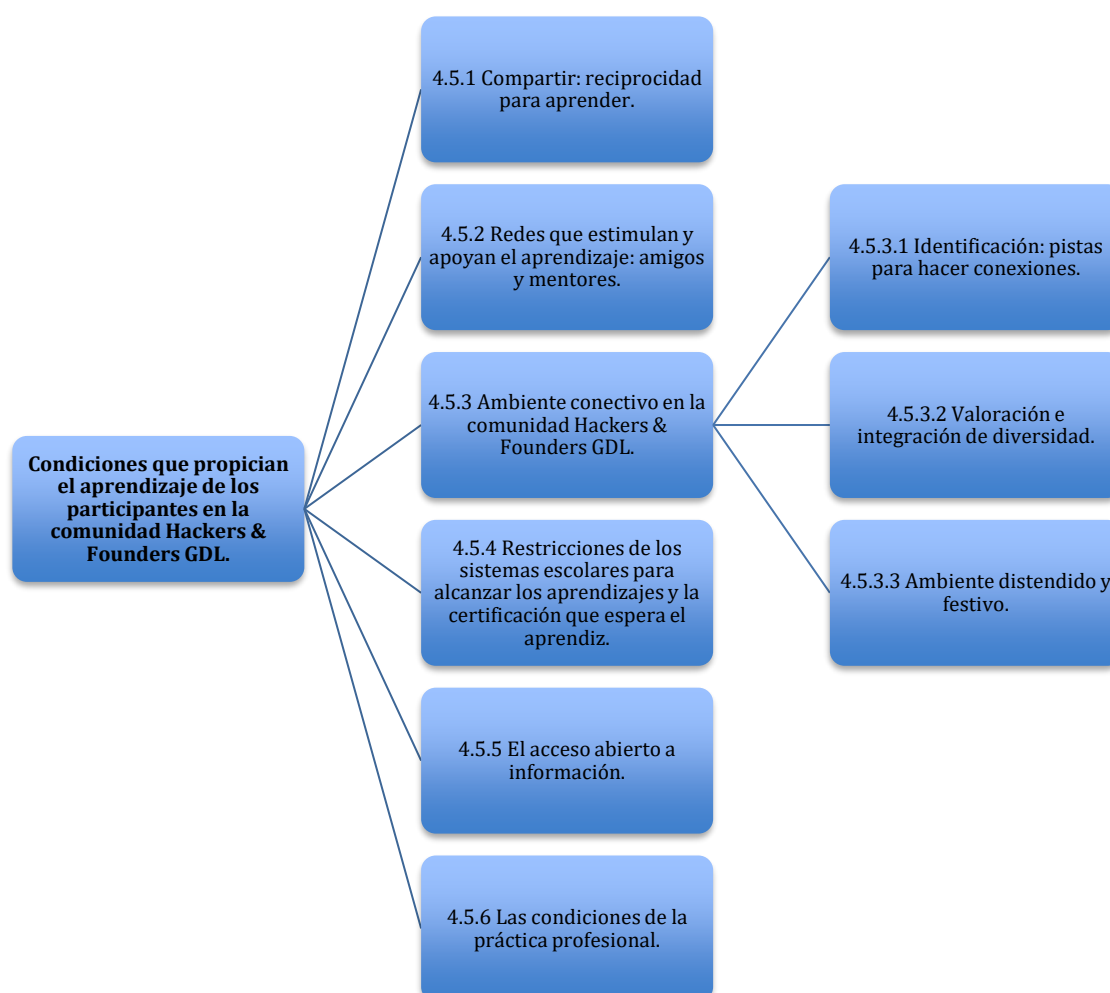 Condiciones que propician
el aprendizaje de los
participantes en la
comunidad Hackers &
Founders GDL.
4.5.1 Compartir: reciprocidad
para aprender.
4.5.2 Redes que estimulan y
apoyan el aprendizaje: amigos
y mentores.
4.5.3 Ambiente conectivo en la
comunidad Hackers &
Founders GDL.
4.5.3.1 Identificación: pistas
para hacer conexiones.
4.5.3.2 Valoración e
integración de diversidad.
4.5.3.3 Ambiente distendido y
festivo.
4.5.4 Restricciones de los
sistemas escolares para
alcanzar los aprendizajes y la
certificación que espera el
aprendiz.
4.5.5 El acceso abierto a
información.
4.5.6 Las condiciones de la
práctica profesional.